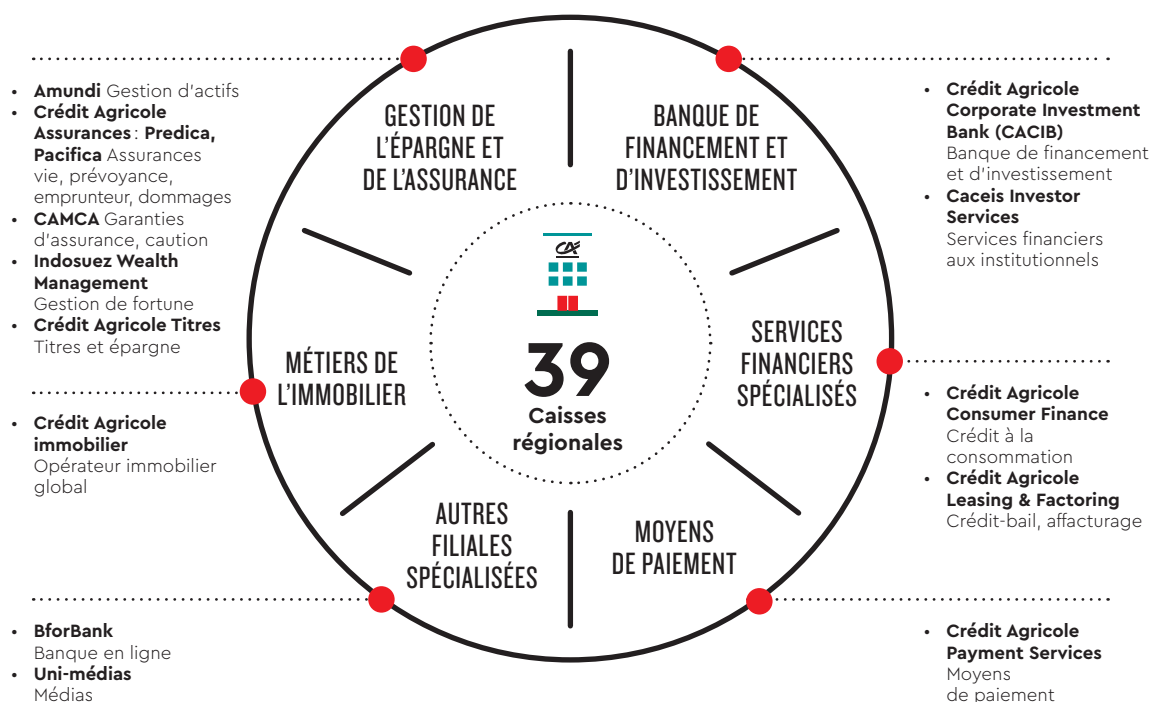 • Amundi Gestion d'actifs
• Crédit Agricole
Assurances : Predica,
Pacifica Assurances
vie, prévoyance,
emprunteur, dommages
• CAMCA Garanties
d'assurance, caution
• Indosuez Wealth
Management
Gestion de fortune
• Crédit Agricole Titres
Titres et épargne
• Crédit Agricole
immobilier
Opérateur immobilier
global
• BforBank
Banque en ligne
• Uni-médias
Médias
GESTION DE
L'ÉPARGNE ET
DE L'ASSURANCE
BANQUE DE
FINANCEMENT ET
D'INVESTISSEMENT
MÉTIERS DE
L'IMMOBILIER
CA
39
Caisses
régionales
SERVICES
FINANCIERS
SPÉCIALISÉS
AUTRES
FILIALES
SPÉCIALISÉES
MOYENS
DE PAIEMENT
• Crédit Agricole
Corporate Investment
Bank (CACIB)
Banque de financement
et d'investissement
• Caceis Investor
Services
Services financiers
aux institutionnels
• Crédit Agricole
Consumer Finance
Crédit à la
consommation
• Crédit Agricole
Leasing & Factoring
Crédit-bail, affacturage
• Crédit Agricole
Payment Services
Moyens
de paiement